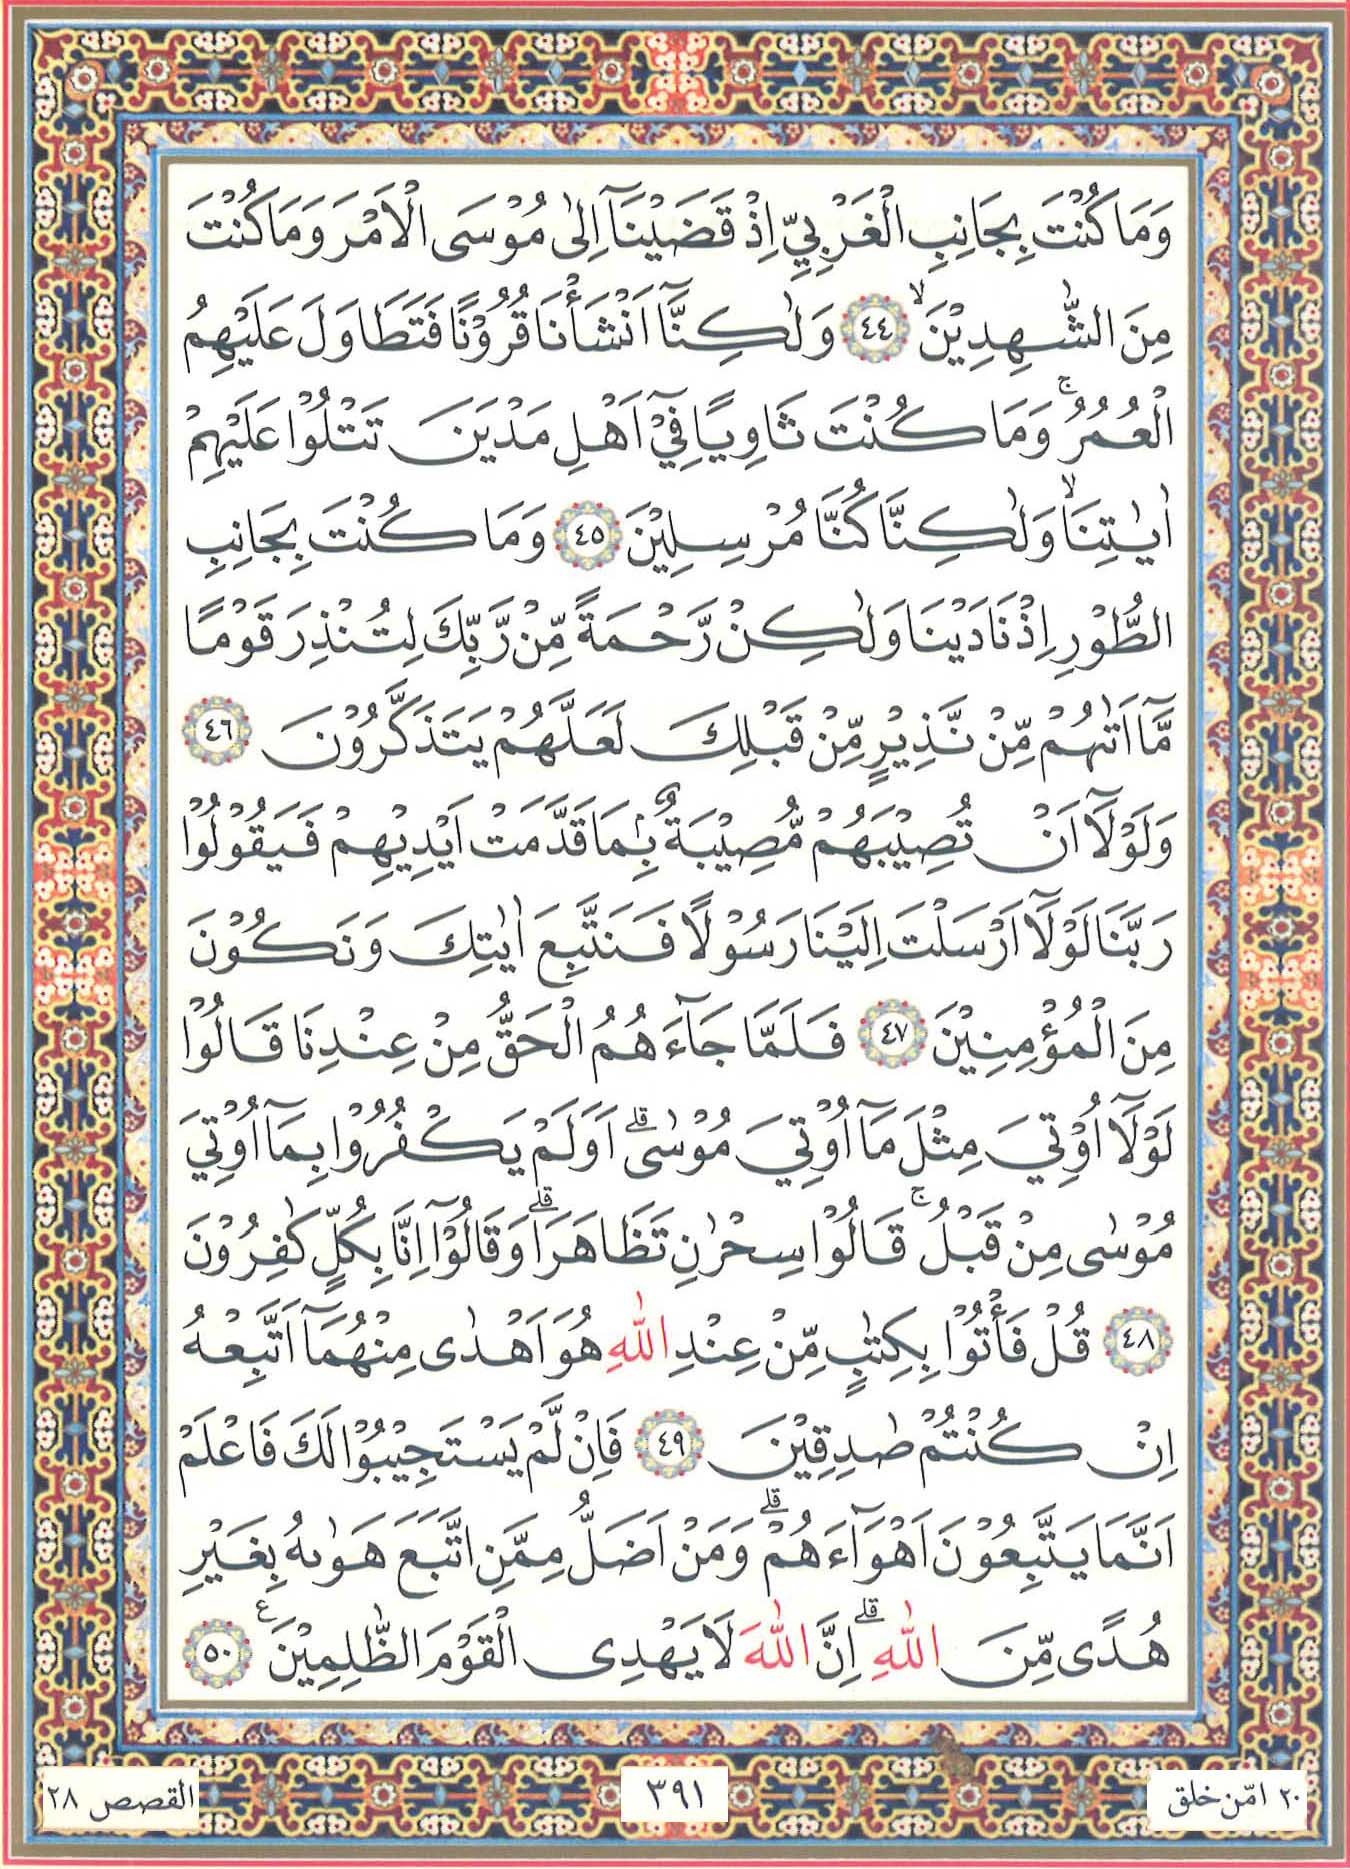 وَمَا كُنْتَ بِجَانِبِ الْغَرْبِيِّ اِذْ قَضَيْنَآ اِلٰى مُوْسَى الْاَمْرَ وَمَا كُنْتَ
مِنَ الشّٰهِدِيْنَ ۙ ٤٤ وَلٰكِنَّآ اَنْشَأْنَا قُرُوْنًا فَتَطَاوَلَ عَلَيْهِمُ
الْعُمُرُ ۚ وَمَا كُنْتَ ثَاوِيًا فِيْٓ اَهْلِ مَدْيَنَ تَتْلُوْا عَلَيْهِمْ
اٰيٰتِنَا ۙ وَلٰكِنَّا كُنَّا مُرْسِلِيْنَ ٤٥ وَمَا كُنْتَ بِجَانِبِ
الطُّوْرِ اِذْ نَادَيْنَا وَلٰكِنْ رَّحْمَةً مِّنْ رَّبِّكَ لِتُنْذِرَ قَوْمًا
مَّآ اَتٰىهُمْ مِّنْ نَّذِيْرٍ مِّنْ قَبْلِكَ لَعَلَّهُمْ يَتَذَكَّرُوْنَ ٤٦
وَلَوْلَآ اَنْ تُصِيْبَهُمْ مُّصِيْبَةٌ ۢبِمَا قَدَّمَتْ اَيْدِيْهِمْ فَيَقُوْلُوْا
رَبَّنَا لَوْلَآ اَرْسَلْتَ اِلَيْنَا رَسُوْلًا فَنَتَّبِعَ اٰيٰتِكَ وَنَكُوْنَ
مِنَ الْمُؤْمِنِيْنَ ٤٧ فَلَمَّا جَآءَهُمُ الْحَقُّ مِنْ عِنْدِنَا قَالُوْا
لَوْلَآ اُوْتِيَ مِثْلَ مَآ اُوْتِيَ مُوْسٰى ۗ اَوَلَمْ يَكْفُرُوْا بِمَآ اُوْتِيَ
مُوْسٰى مِنْ قَبْلُ ۚ قَالُوْا سِحْرٰنِ تَظَاهَرَا ۗ وَقَالُوْٓا اِنَّا بِكُلٍّ كٰفِرُوْنَ
٤٨ قُلْ فَأْتُوْا بِكِتٰبٍ مِّنْ عِنْدِ اللّٰهِ هُوَ اَهْدٰى مِنْهُمَآ اَتَّبِعْهُ
اِنْ كُنْتُمْ صٰدِقِيْنَ ٤٩ فَاِنْ لَّمْ يَسْتَجِيْبُوْا لَكَ فَاعْلَمْ
اَنَّمَا يَتَّبِعُوْنَ اَهْوَآءَهُمْ ۗ وَمَنْ اَضَلُّ مِمَّنِ اتَّبَعَ هَوٰىهُ بِغَيْرِ
هُدًى مِّنَ اللّٰهِ ۗ اِنَّ اللّٰهَ لَا يَهْدِى الْقَوْمَ الظّٰلِمِيْنَ ࣖ ٥٠
٢٠ امّن خلق
٣٩١
القصص ٢٨